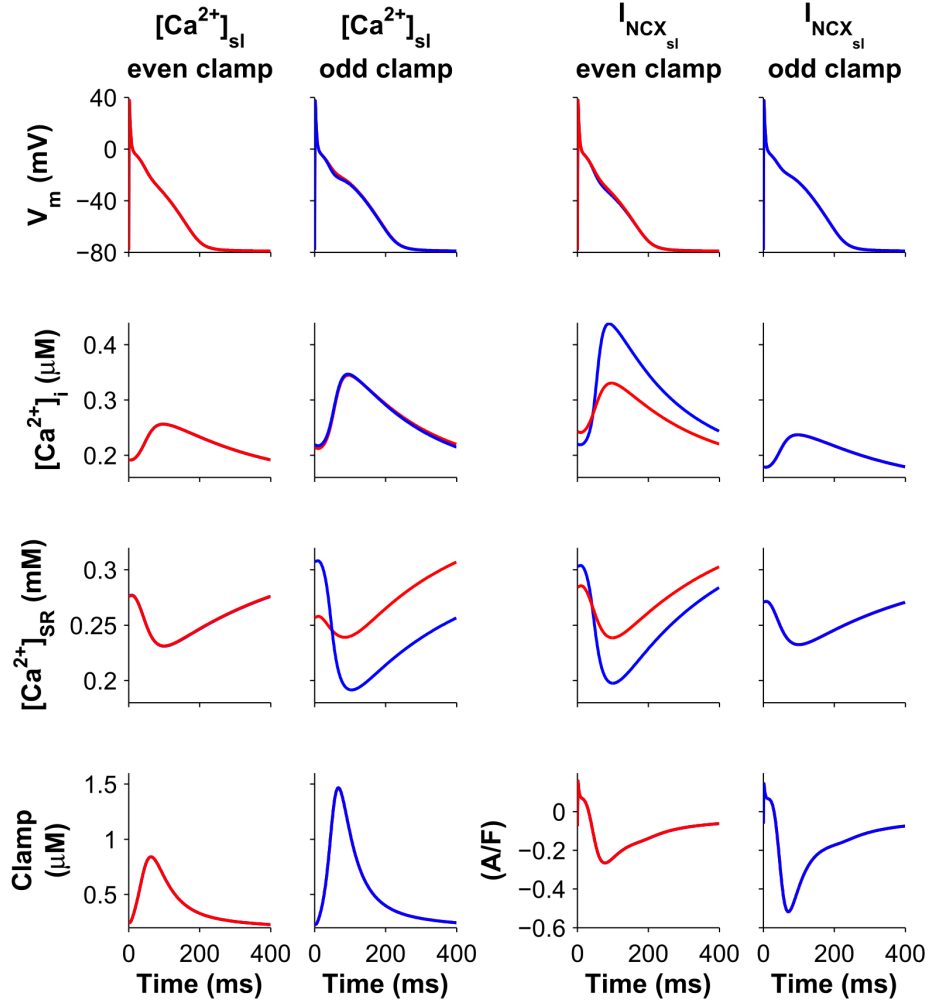 [Ca²⁺]ₛₗ [Ca²⁺]ₛₗ I_NCX_sl I_NCX_sl
even clamp odd clamp even clamp odd clamp
40
0
−40
−80
Vₘ (mV)
0.4
0.3
0.2
[Ca²⁺]ᵢ (μM)
0.3
0.25
0.2
[Ca²⁺]_SR (mM)
1.5
1
0.5
Clamp
(μM)
0
−0.2
−0.4
−0.6
(A/F)
0 200 400 0 200 400 0 200 400 0 200 400
Time (ms) Time (ms) Time (ms) Time (ms)